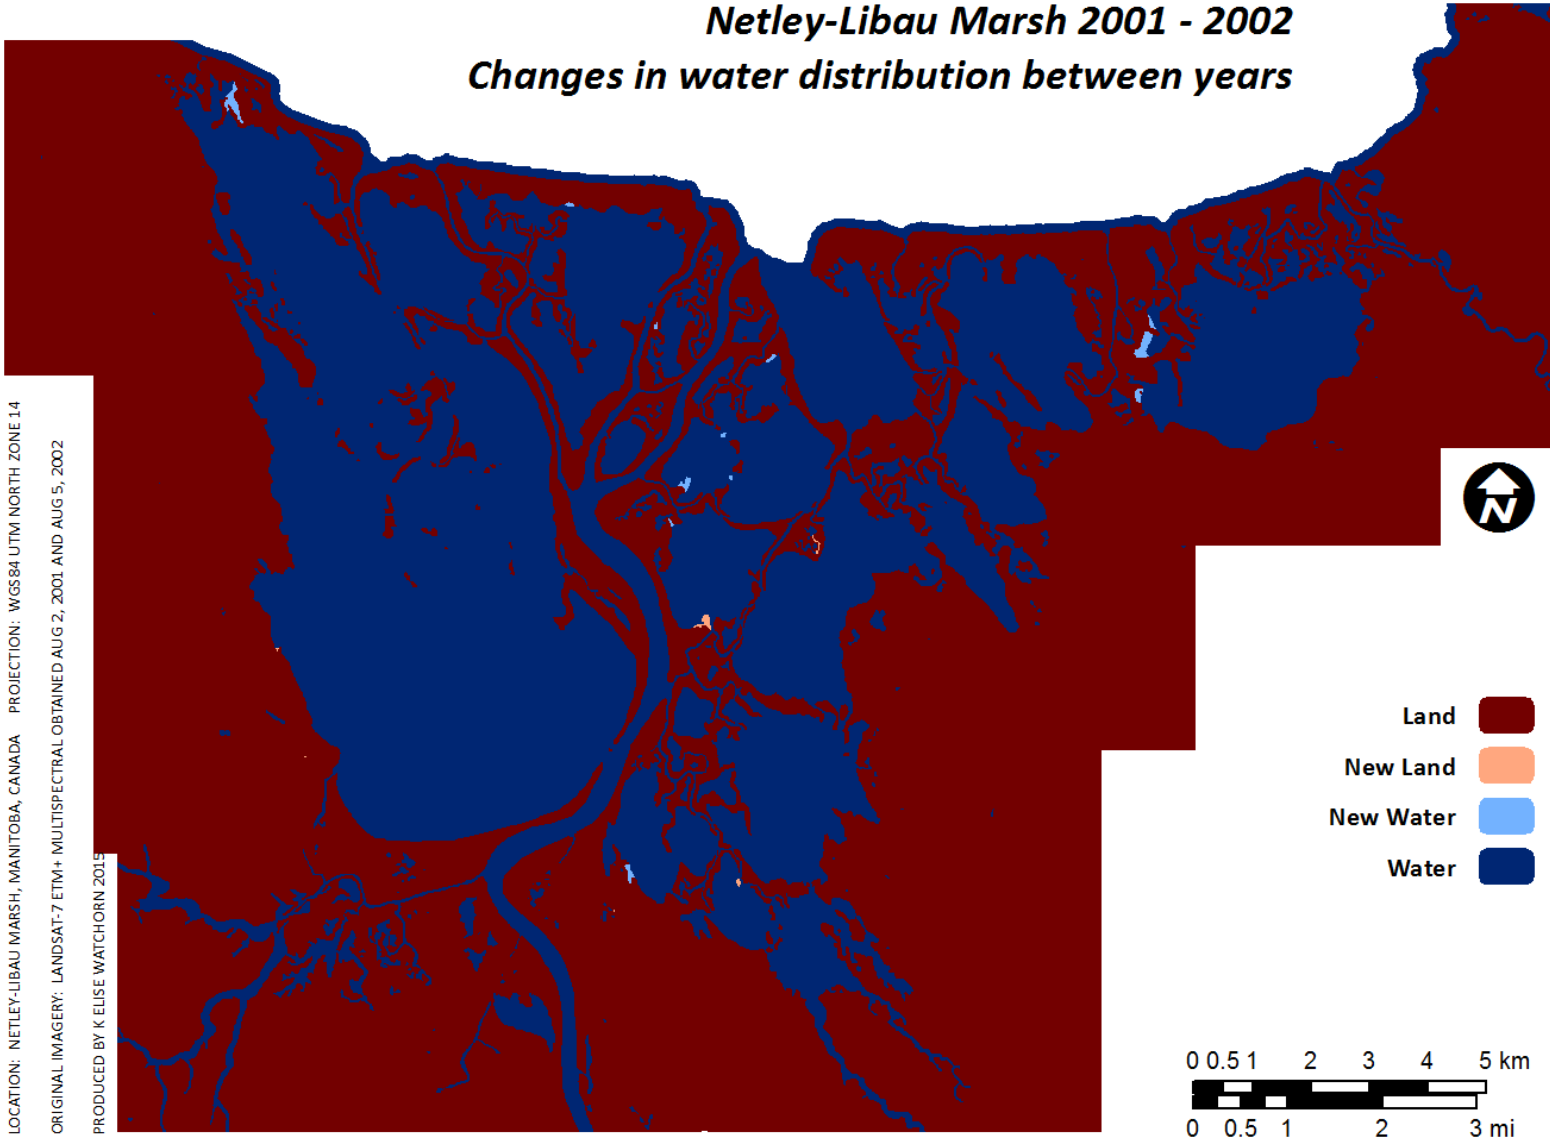 Netley-Libau Marsh 2001 - 2002
Changes in water distribution between years
LOCATION: NETLEY-LIBAU MARSH, MANITOBA, CANADA PROJECTION: WGS84 UTM NORTH ZONE 14
ORIGINAL IMAGERY: LANDSAT-7 ETM+ MULTISPECTRAL OBTAINED AUG 2, 2001 AND AUG 5, 2002
PRODUCED BY K ELISE WATCHORN 2015
N
Land
New Land
New Water
Water
0 0.5 1 2 3 4 5 km
0 0.5 1 2 3 mi